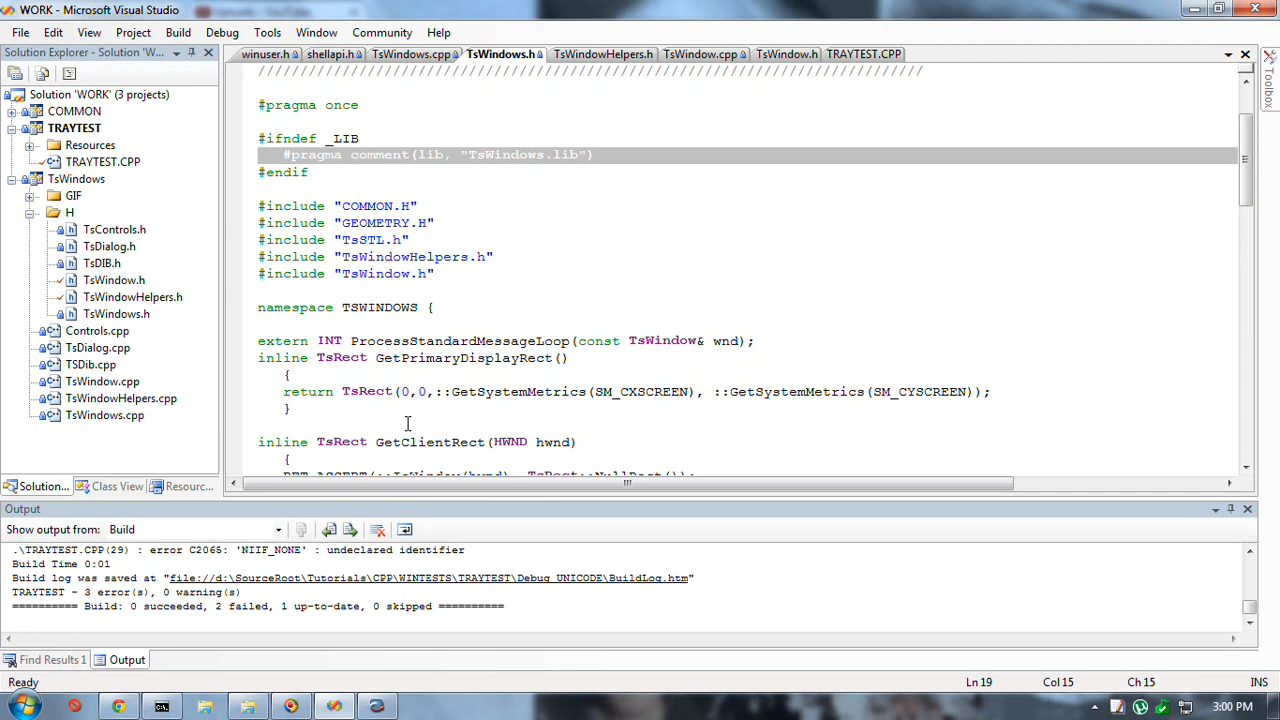 WORK - Microsoft Visual Studio
File Edit View Project Build Debug Tools Window Community Help
Solution Explorer - Solution 'W...
winuser.h shellapi.h TsWindows.cpp TsWindows.h TsWindowHelpers.h TsWindow.cpp TsWindow.h TRAYTEST.CPP
Toolbox
Solution 'WORK' (3 projects)
COMMON
TRAYTEST
Resources
TRAYTEST.CPP
TsWindows
GIF
H
TsControls.h
TsDialog.h
TsDIB.h
TsWindow.h
TsWindowHelpers.h
TsWindows.h
Controls.cpp
TsDialog.cpp
TSDib.cpp
TsWindow.cpp
TsWindowHelpers.cpp
TsWindows.cpp
Solution... Class View Resourc...
#pragma once
#ifndef _LIB
#pragma comment(lib, "TsWindows.lib")
#endif
#include "COMMON.H"
#include "GEOMETRY.H"
#include "TsSTL.h"
#include "TsWindowHelpers.h"
#include "TsWindow.h"
namespace TSWINDOWS {
extern INT ProcessStandardMessageLoop(const TsWindow& wnd);
inline TsRect GetPrimaryDisplayRect()
{
return TsRect(0,0,::GetSystemMetrics(SM_CXSCREEN), ::GetSystemMetrics(SM_CYSCREEN));
}
inline TsRect GetClientRect(HWND hwnd)
{
Output
Show output from: Build
.\TRAYTEST.CPP(29) : error C2065: 'NIIF_NONE' : undeclared identifier
Build Time 0:01
Build log was saved at "file://d:\SourceRoot\Tutorials\CPP\WINTESTS\TRAYTEST\Debug_UNICODE\BuildLog.htm"
TRAYTEST - 3 error(s), 0 warning(s)
========== Build: 0 succeeded, 2 failed, 1 up-to-date, 0 skipped ==========
Find Results 1 Output
Ready Ln 19 Col 15 Ch 15 INS
3:00 PM